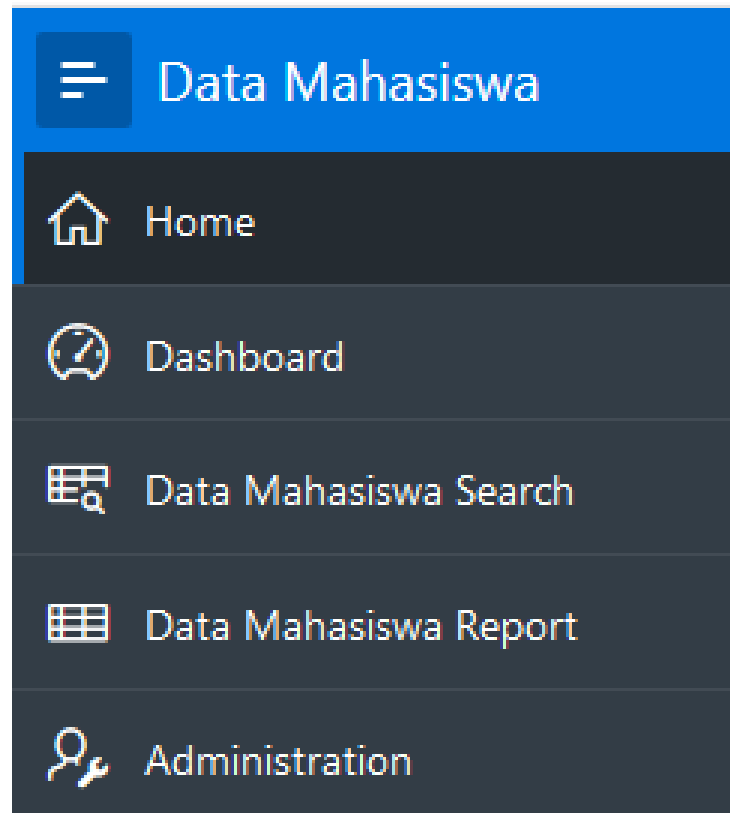 Data Mahasiswa
Home
Dashboard
Data Mahasiswa Search
Data Mahasiswa Report
Administration